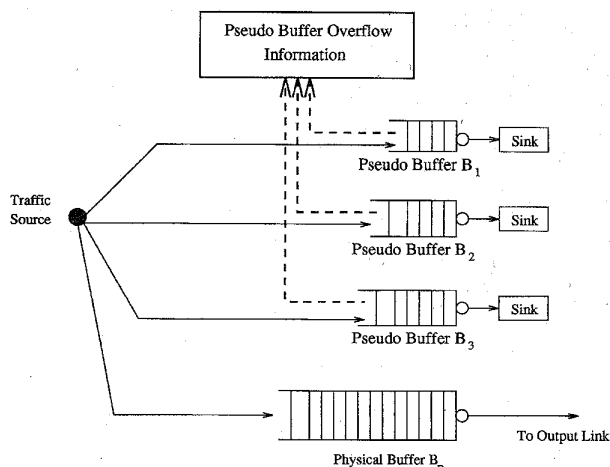 Pseudo Buffer Overflow
Information
Sink
Pseudo Buffer B1
Traffic
Source
Sink
Pseudo Buffer B2
Sink
Pseudo Buffer B3
To Output Link
Physical Buffer B